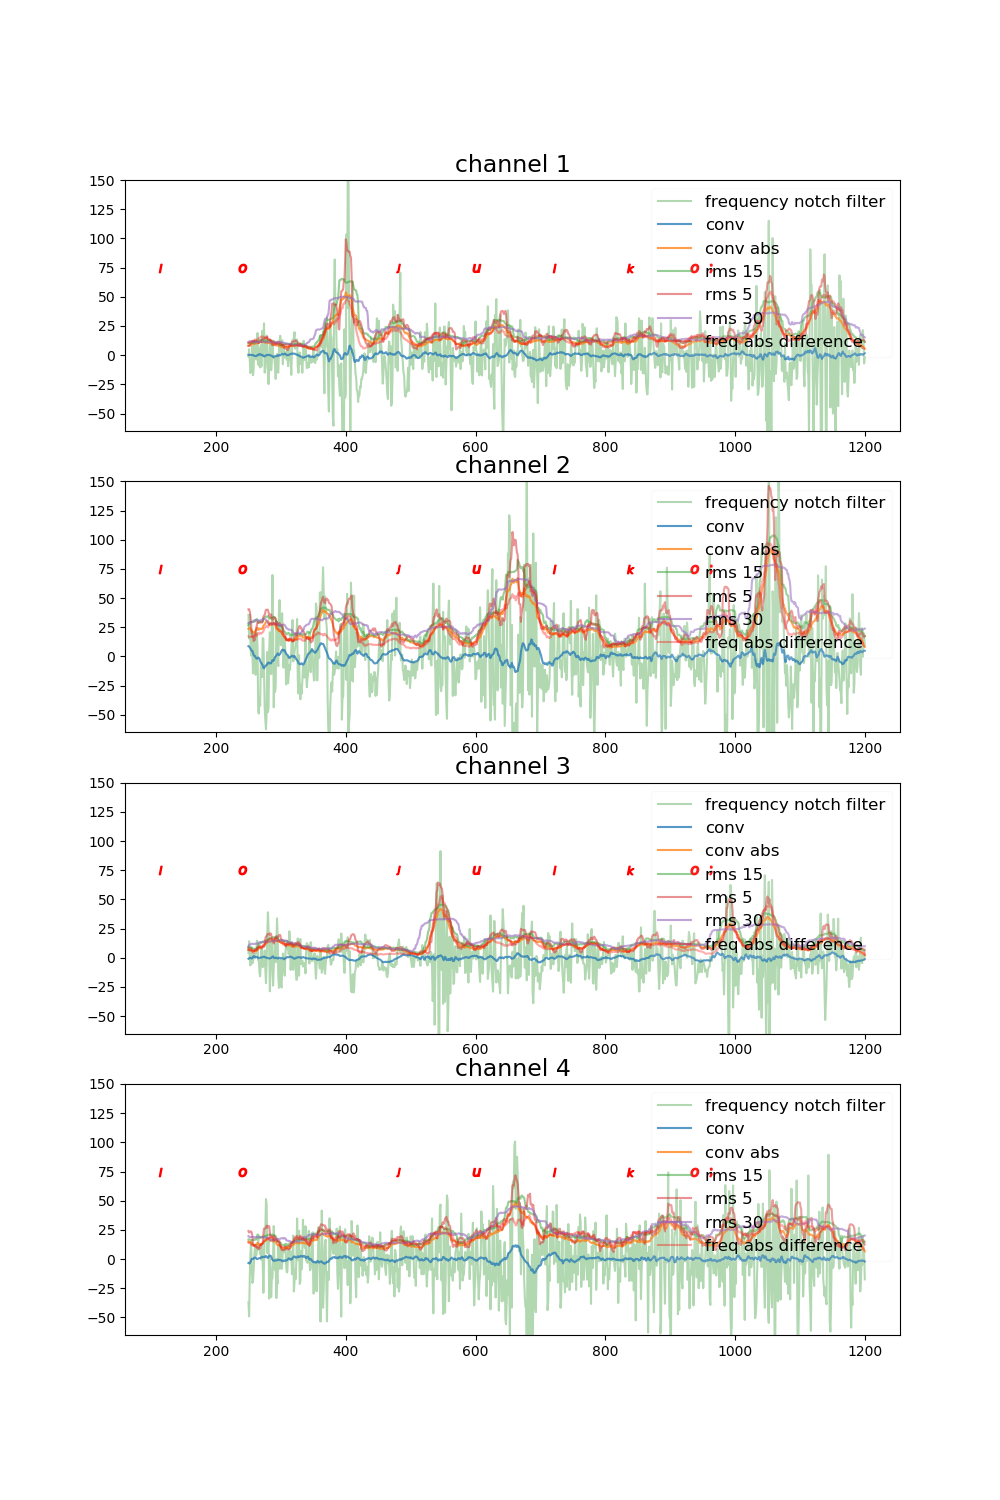 channel 1
150
125
100
75
50
25
0
−25
−50
l o J u l k o i
frequency notch filter
conv
conv abs
rms 15
rms 5
rms 30
freq abs difference
200 400 600 800 1000 1200
channel 2
150
125
100
75
50
25
0
−25
−50
l o J u l k o i
frequency notch filter
conv
conv abs
rms 15
rms 5
rms 30
freq abs difference
200 400 600 800 1000 1200
channel 3
150
125
100
75
50
25
0
−25
−50
l o J u l k o i
frequency notch filter
conv
conv abs
rms 15
rms 5
rms 30
freq abs difference
200 400 600 800 1000 1200
channel 4
150
125
100
75
50
25
0
−25
−50
l o J u l k o i
frequency notch filter
conv
conv abs
rms 15
rms 5
rms 30
freq abs difference
200 400 600 800 1000 1200